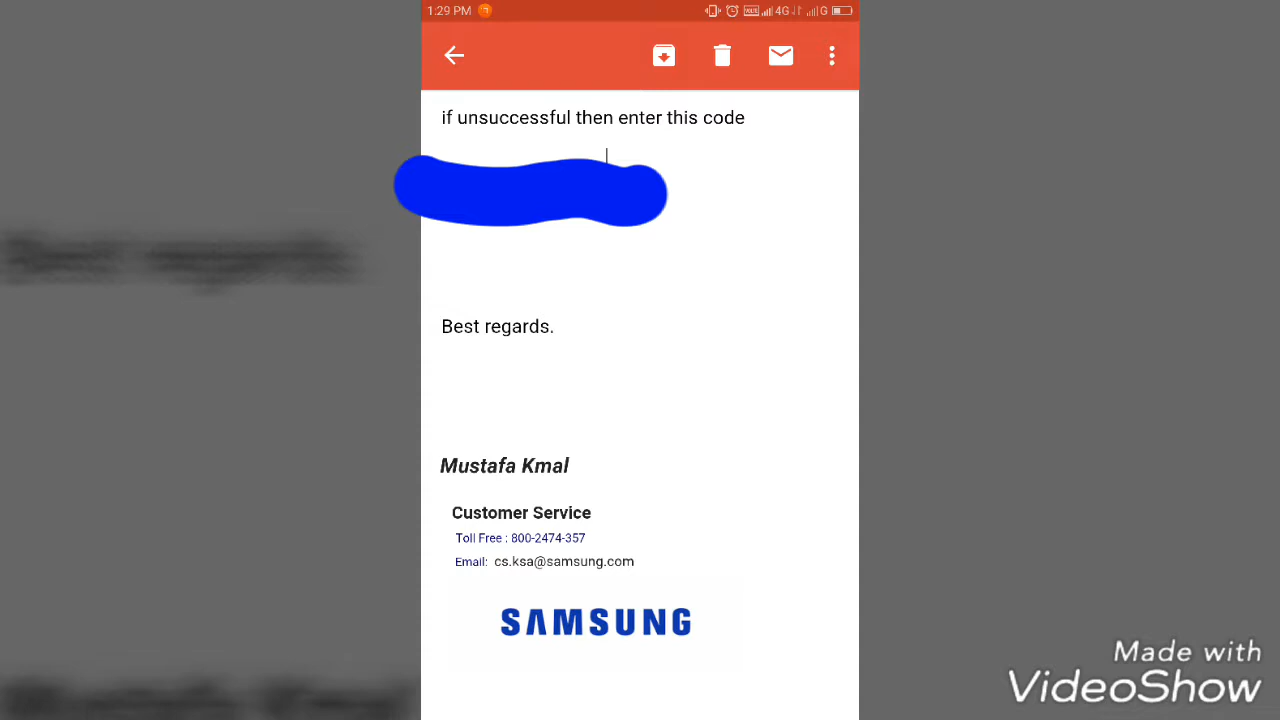 1:29 PM
VOLTE 4G G
if unsuccessful then enter this code
Best regards.
Mustafa Kmal
Customer Service
Toll Free : 800-2474-357
Email: cs.ksa@samsung.com
SAMSUNG
Made with
VideoShow